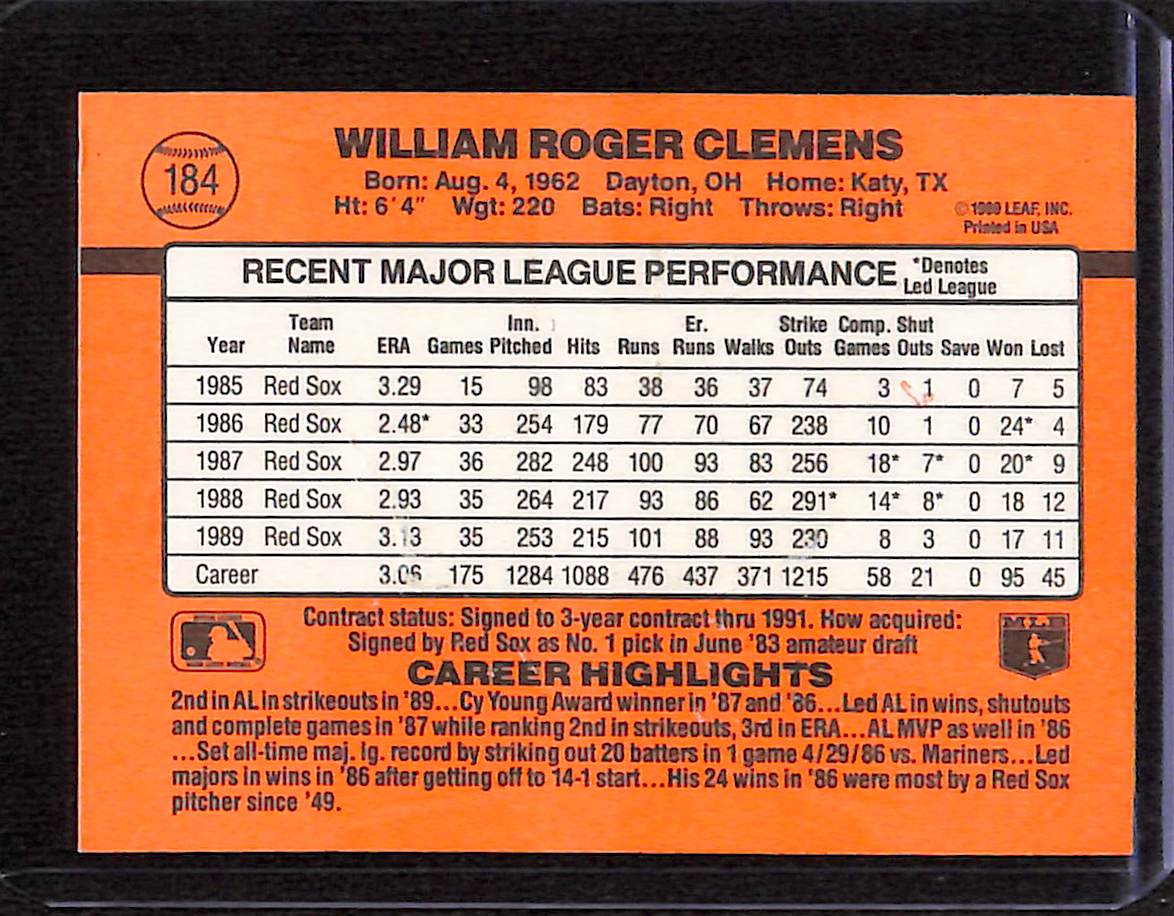 184
WILLIAM ROGER CLEMENS
Born: Aug. 4, 1962 Dayton, OH Home: Katy, TX
Ht: 6'4" Wgt: 220 Bats: Right Throws: Right
© 1989 LEAF, INC.
Printed in USA
RECENT MAJOR LEAGUE PERFORMANCE *Denotes Led League
Year Team Name ERA Games Inn. Pitched Hits Runs Er. Runs Walks Strike Outs Comp. Games Shut Outs Save Won Lost
1985 Red Sox 3.29 15 98 83 38 36 37 74 3 1 0 7 5
1986 Red Sox 2.48* 33 254 179 77 70 67 238 10 1 0 24* 4
1987 Red Sox 2.97 36 282 248 100 93 83 256 18* 7* 0 20* 9
1988 Red Sox 2.93 35 264 217 93 86 62 291* 14* 8* 0 18 12
1989 Red Sox 3.13 35 253 215 101 88 93 230 8 3 0 17 11
Career 3.06 175 1284 1088 476 437 371 1215 58 21 0 95 45
Contract status: Signed to 3-year contract thru 1991. How acquired:
Signed by Red Sox as No. 1 pick in June '83 amateur draft
MLB
CAREER HIGHLIGHTS
2nd in AL in strikeouts in '89...Cy Young Award winner in '87 and '86...Led AL in wins, shutouts
and complete games in '87 while ranking 2nd in strikeouts, 3rd in ERA...AL MVP as well in '86
...Set all-time maj. lg. record by striking out 20 batters in 1 game 4/29/86 vs. Mariners...Led
majors in wins in '86 after getting off to 14-1 start...His 24 wins in '86 were most by a Red Sox
pitcher since '49.